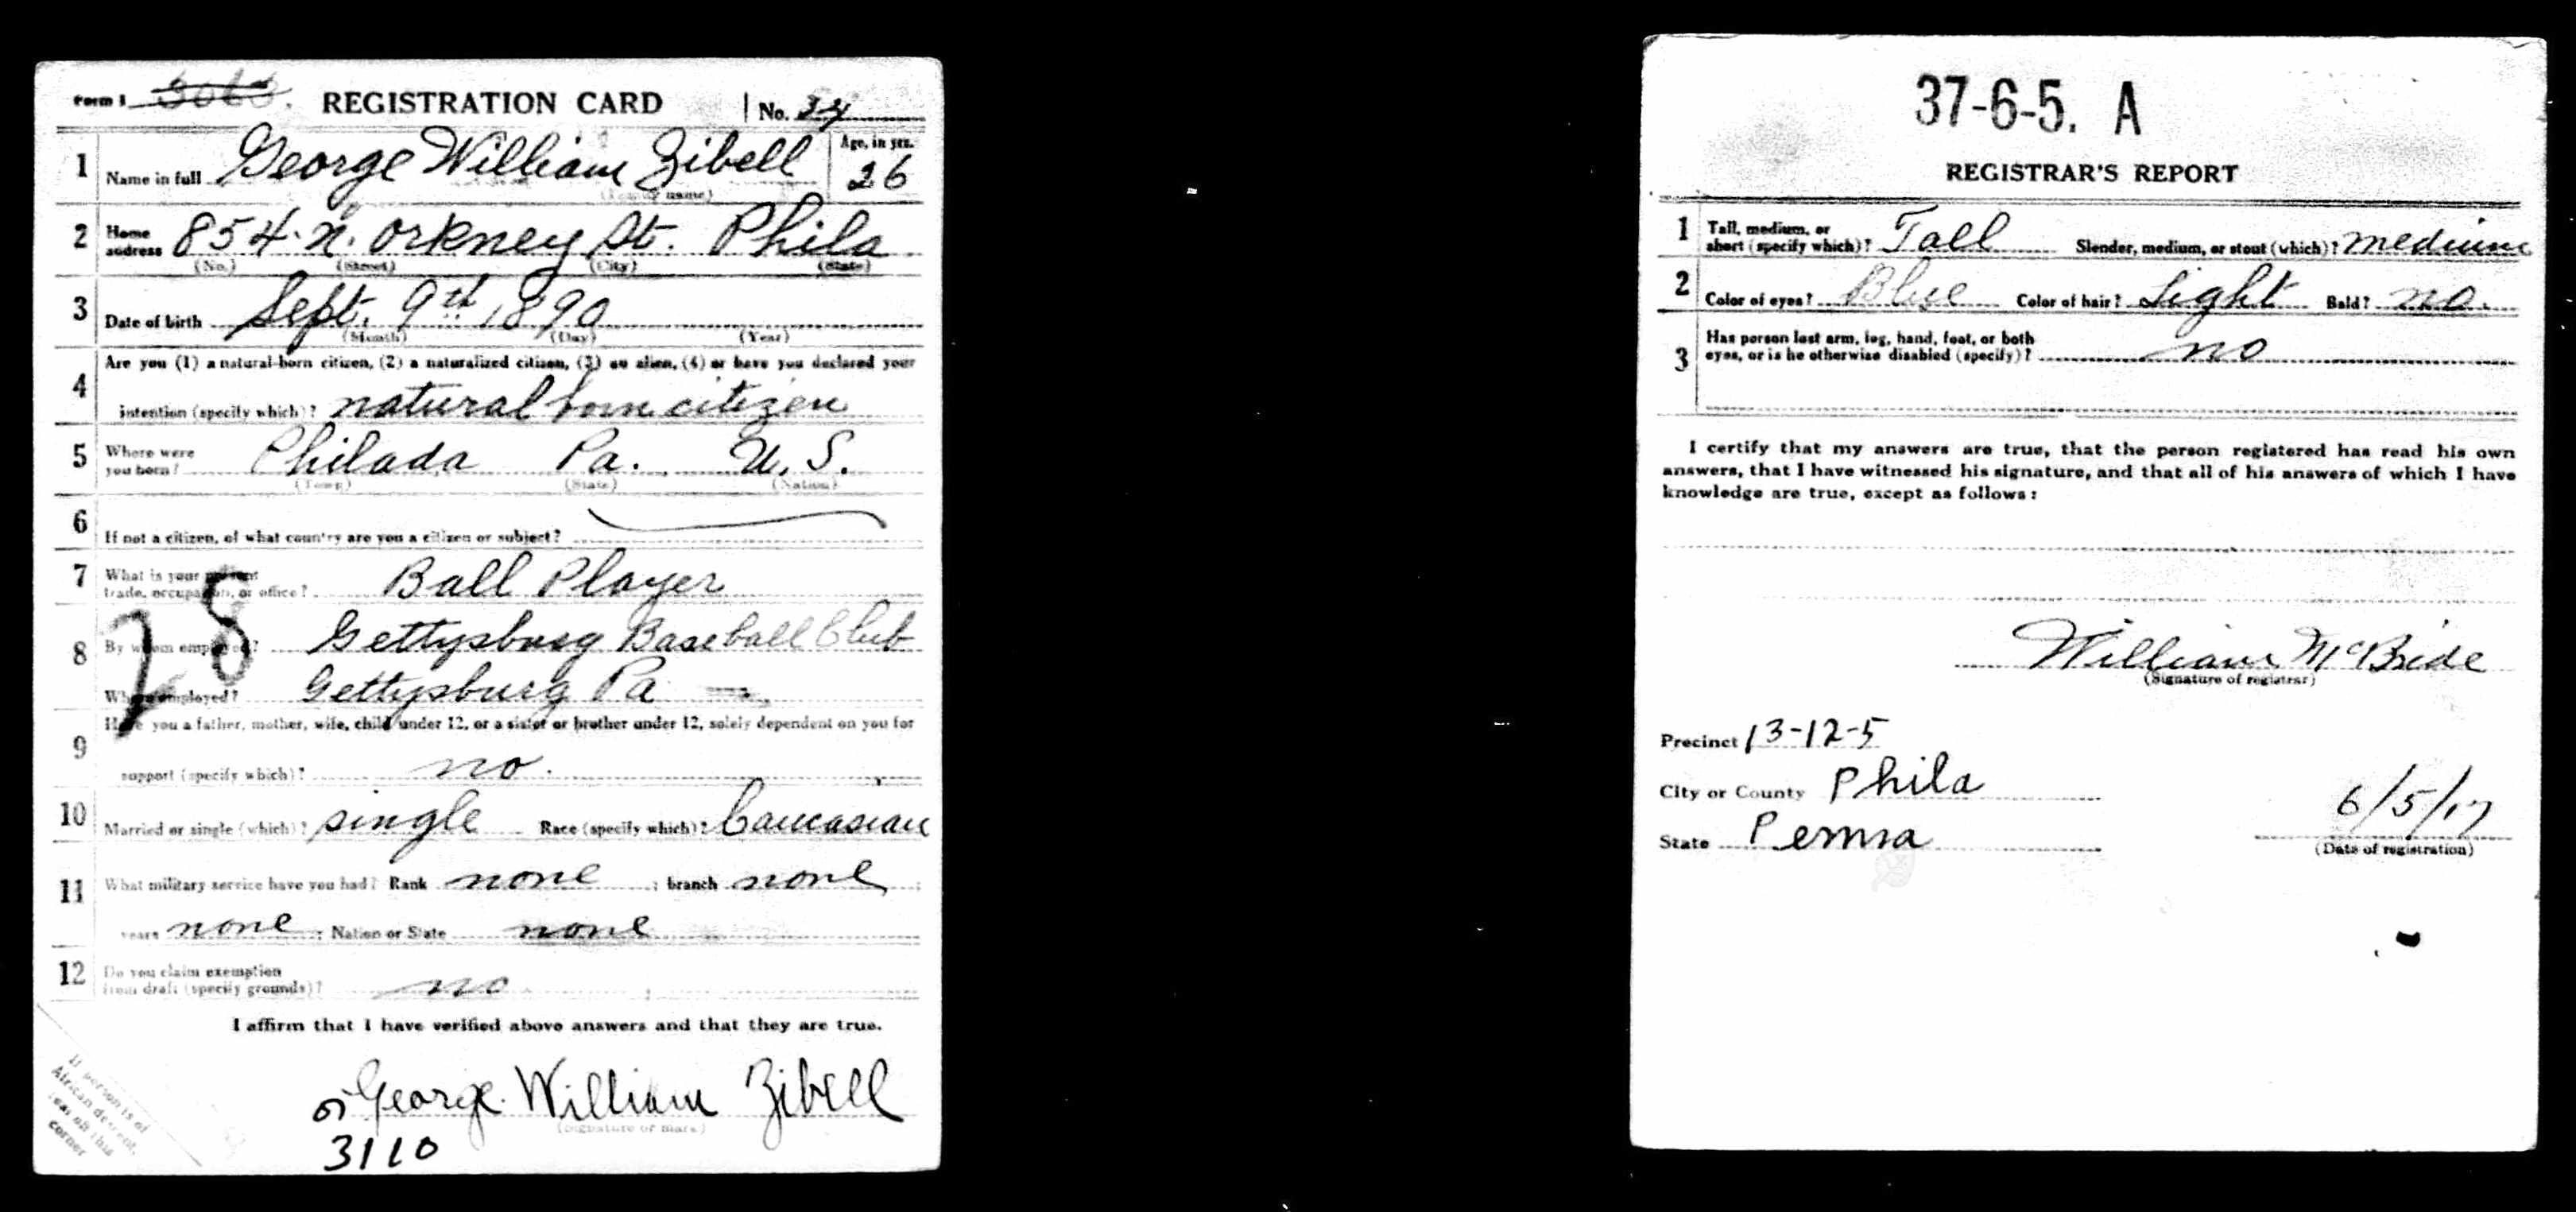 Form 1 3063. REGISTRATION CARD No. 34
1 Name in full George William Zibell Age, in yrs. 26
(Family name)
2 Home address 854 N. Orkney St. Phila
(No.) (Street) (City) (State)
3 Date of birth Sept. 9th 1890
(Month) (Day) (Year)
4 Are you (1) a natural-born citizen, (2) a naturalized citizen, (3) an alien, (4) or have you declared your
intention (specify which)? natural born citizen
5 Where were you born? Philada Pa. U. S.
(Town) (State) (Nation)
6 If not a citizen, of what country are you a citizen or subject?
7 What is your present
trade, occupation, or office? Ball Player
28
8 By whom employed? Gettysburg Baseball Club
Where employed? Gettysburg Pa
9 Have you a father, mother, wife, child under 12, or a sister or brother under 12, solely dependent on you for
support (specify which)? no.
10 Married or single (which)? single Race (specify which)? Caucasian
11 What military service have you had? Rank none ; branch none ;
years none ; Nation or State none
12 Do you claim exemption
from draft (specify grounds)? no
I affirm that I have verified above answers and that they are true.
George William Zibell
(Signature or mark)
3110
If person is of
African descent,
tear off this
corner
37-6-5. A
REGISTRAR'S REPORT
1 Tall, medium, or
short (specify which)? Tall Slender, medium, or stout (which)? medium
2 Color of eyes? Blue Color of hair? Light Bald? no.
3 Has person lost arm, leg, hand, foot, or both
eyes, or is he otherwise disabled (specify)? no
I certify that my answers are true, that the person registered has read his own
answers, that I have witnessed his signature, and that all of his answers of which I have
knowledge are true, except as follows:
William McBride
(Signature of registrar)
Precinct 13-12-5
City or County Phila
State Penna
6/5/17
(Date of registration)